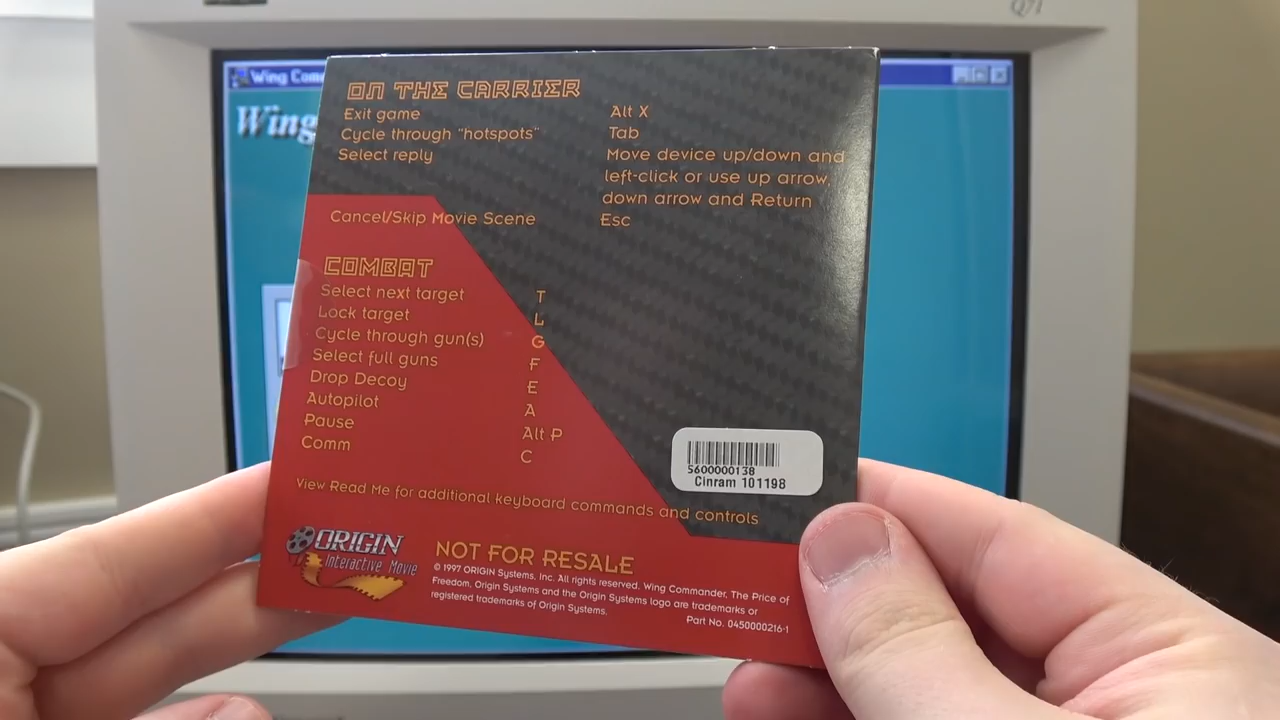 Q71
Wing Com
Wing
ON THE CARRIER
Exit game Alt X
Cycle through "hotspots" Tab
Select reply Move device up/down and
left-click or use up arrow,
down arrow and Return
Cancel/Skip Movie Scene Esc
COMBAT
Select next target T
Lock target L
Cycle through gun(s) G
Select full guns F
Drop Decoy E
Autopilot A
Pause Alt P
Comm C
5600000138
Cinram 101198
View Read Me for additional keyboard commands and controls
ORIGIN
Interactive Movie
NOT FOR RESALE
© 1997 ORIGIN Systems, Inc. All rights reserved. Wing Commander, The Price of
Freedom, Origin Systems and the Origin Systems logo are trademarks or
registered trademarks of Origin Systems.
Part No. 0450000216-1